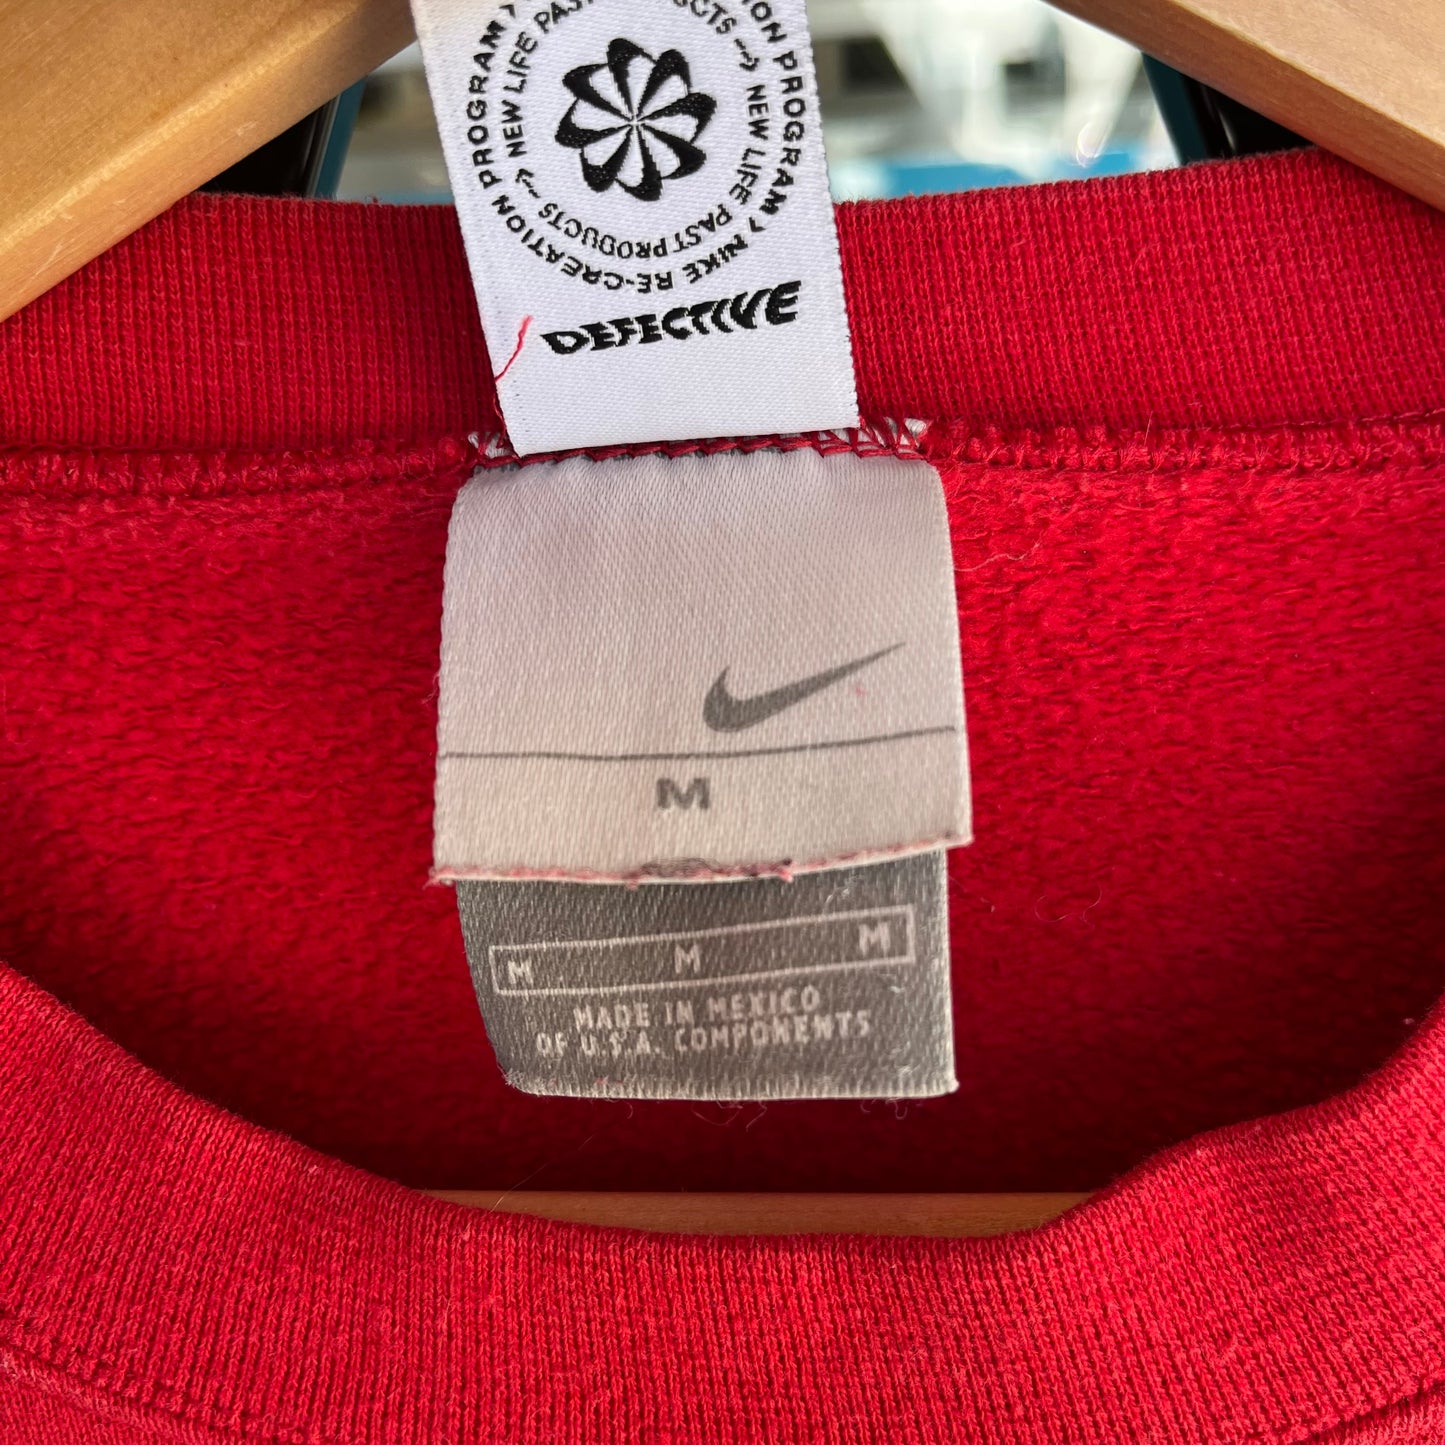 NIKE RE-CREATION PROGRAM
NEW LIFE PAST PRODUCTS
DEFECTIVE
M
M M M
MADE IN MEXICO
OF U.S.A. COMPONENTS